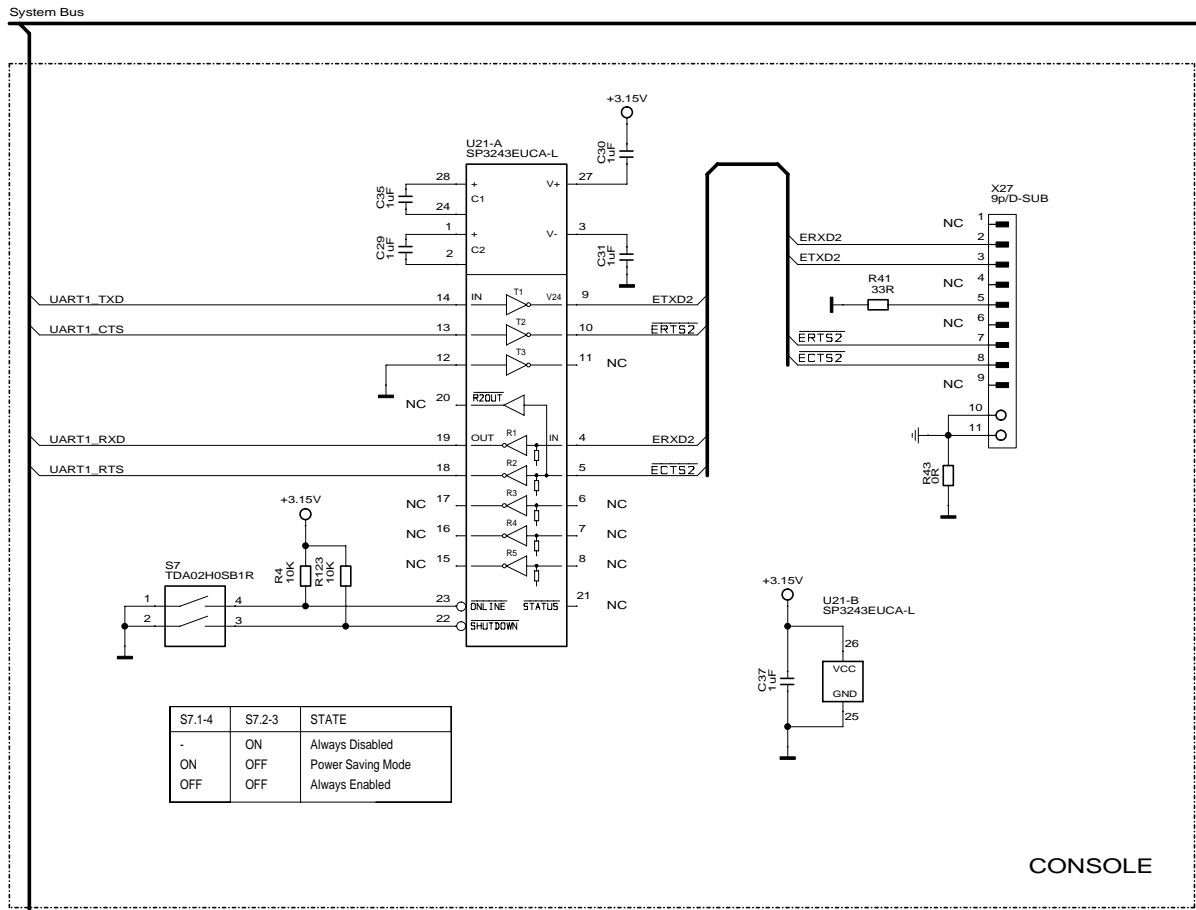 System Bus
+3.15V
U21-A
SP3243EUCA-L
C30
1uF
28
+
V+
27
C35
1uF
C1
24
1
+
V-
3
C29
1uF
C2
2
C31
1uF
X27
9p/D-SUB
NC 1
ERXD2 2
ETXD2 3
R41
33R
NC 4
5
NC 6
ERTS2 7
ECTS2 8
NC 9
10
11
R43
0R
UART1_TXD 14 IN T1 V24 9 ETXD2
UART1_CTS 13 T2 10 ERTS2
12 T3 11 NC
NC 20 R2OUT
UART1_RXD 19 OUT R1 IN 4 ERXD2
UART1_RTS 18 R2 5 ECTS2
NC 17 R3 6 NC
NC 16 R4 7 NC
NC 15 R5 8 NC
+3.15V
R4
10K
R123
10K
S7
TDA02H0SB1R
1 4 23 ONLINE STATUS 21 NC
2 3 22 SHUTDOWN
+3.15V
U21-B
SP3243EUCA-L
26
VCC
C37
1uF
GND
25
S7.1-4 S7.2-3 STATE
- ON Always Disabled
ON OFF Power Saving Mode
OFF OFF Always Enabled
CONSOLE